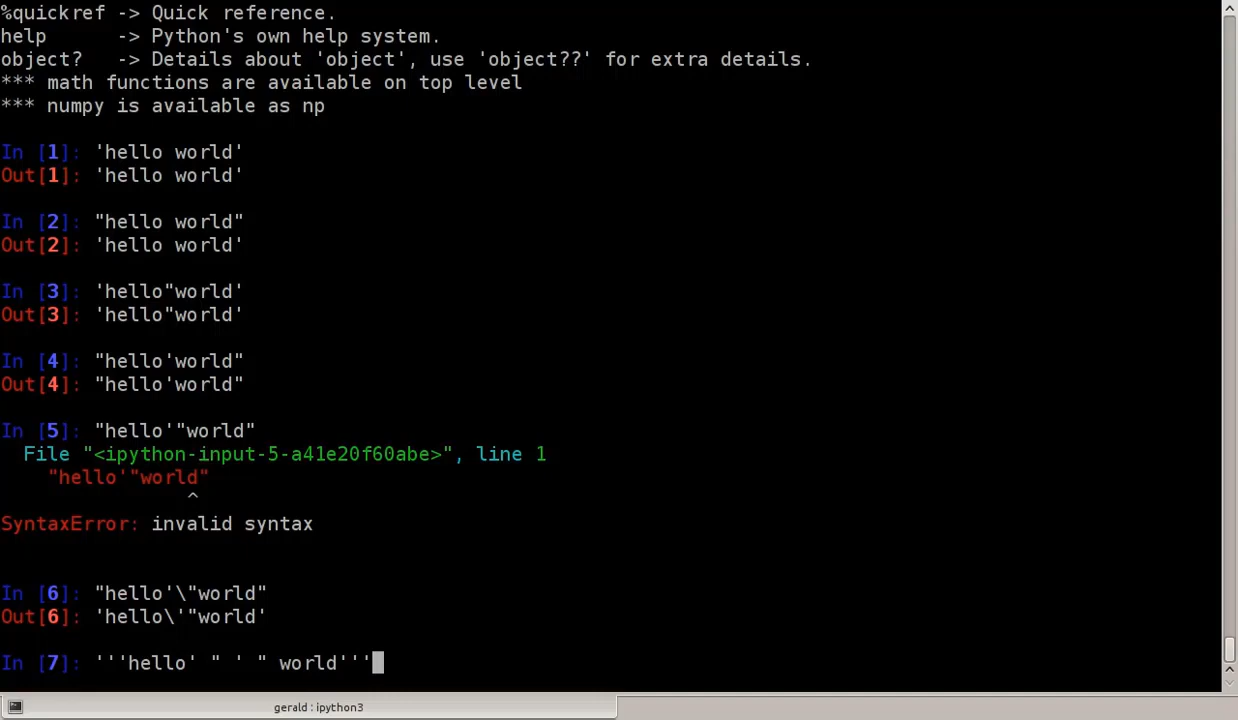 %quickref -> Quick reference.
help      -> Python's own help system.
object?   -> Details about 'object', use 'object??' for extra details.
*** math functions are available on top level
*** numpy is available as np
In [1]: 'hello world'
Out[1]: 'hello world'
In [2]: "hello world"
Out[2]: 'hello world'
In [3]: 'hello"world'
Out[3]: 'hello"world'
In [4]: "hello'world"
Out[4]: "hello'world"
In [5]: "hello'"world"
  File "<ipython-input-5-a41e20f60abe>", line 1
    "hello'"world"
                ^
SyntaxError: invalid syntax
In [6]: "hello'\"world"
Out[6]: 'hello\'"world'
In [7]: '''hello' " ' " world'''
gerald : ipython3